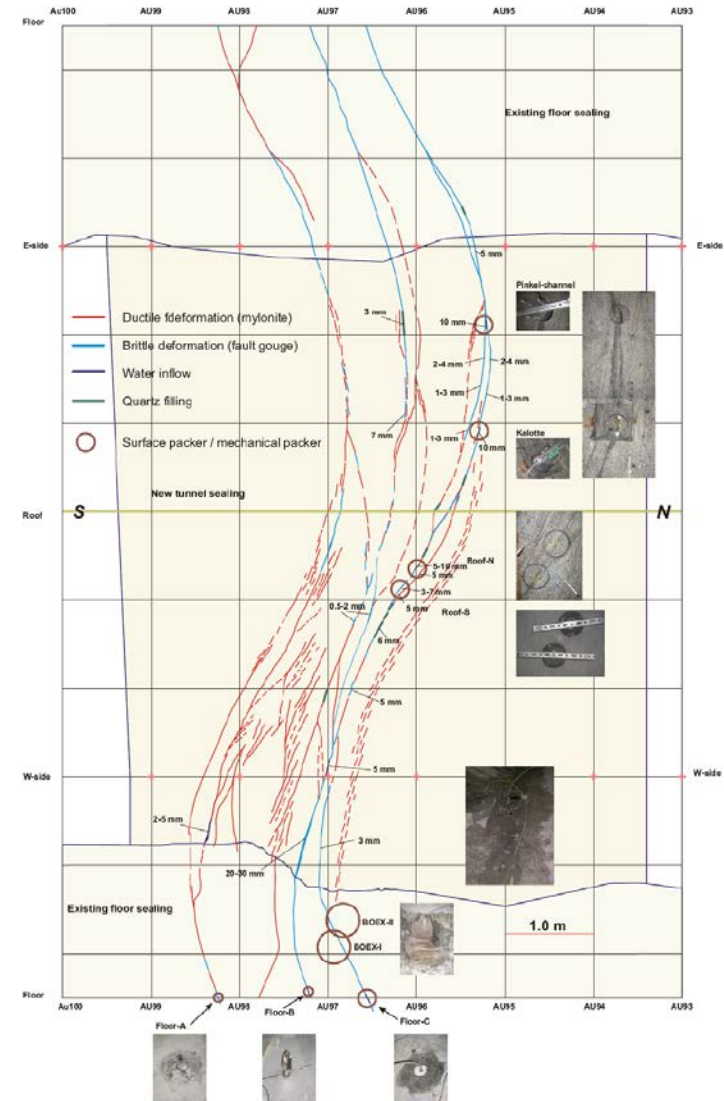 Au100 AU99 AU98 AU97 AU96 AU95 AU94 AU93
Floor
Existing floor sealing
E-side E-side
5 mm
Pinkel-channel
Ductile fdeformation (mylonite)
3 mm
10 mm
Brittle deformation (fault gouge)
2-4 mm 2-4 mm
Water inflow
1-3 mm 1-3 mm
Quartz filling
7 mm 1-3 mm
Surface packer / mechanical packer
10 mm
Kalotte
New tunnel sealing
Roof S N
5-10 mm Roof-N
5 mm
3-7 mm
0.5-2 mm 5 mm Roof-S
6 mm
5 mm
5 mm
W-side W-side
2-5 mm
3 mm
20-30 mm
Existing floor sealing
BOEX-II
1.0 m
BOEX-I
Floor
Au100 AU99 AU98 AU97 AU96 AU95 AU94 AU93
Floor-A Floor-B Floor-C